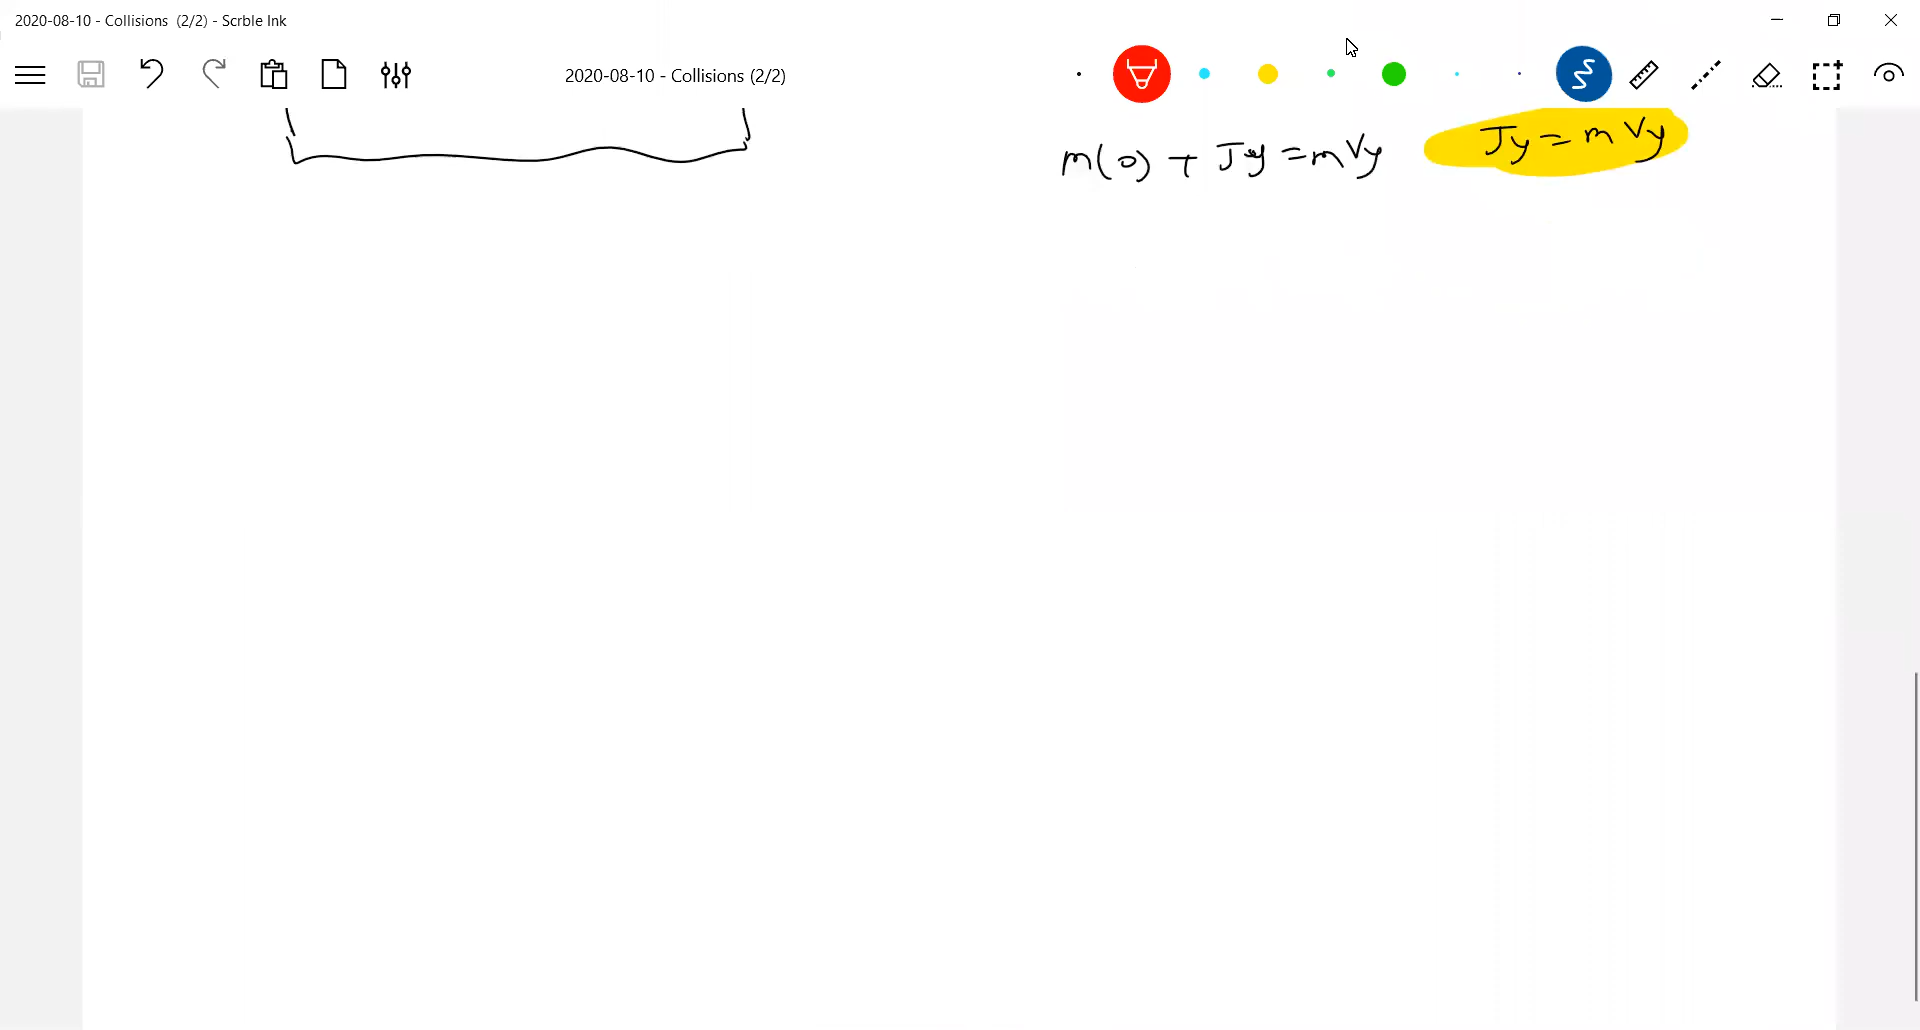 2020-08-10 - Collisions (2/2) - Scrble Ink
2020-08-10 - Collisions (2/2)
m(0) + Jy = mVy
Jy = mVy